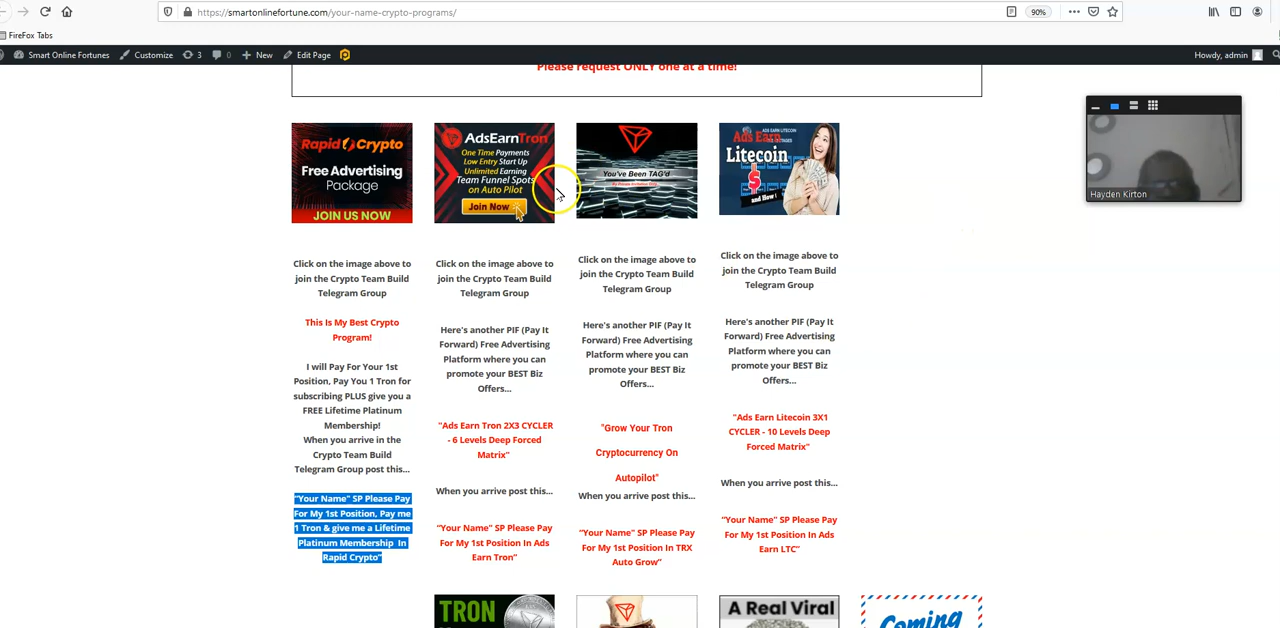 https://smartonlinefortune.com/your-name-crypto-programs/
90%
FireFox Tabs
Smart Online Fortunes
Customize
3
0
New
Edit Page
Howdy, admin
Please request ONLY one at a time!
Hayden Kirton
Rapid Crypto
Free Advertising
Package
JOIN US NOW
Click on the image above to
join the Crypto Team Build
Telegram Group
This Is My Best Crypto
Program!
I will Pay For Your 1st
Position, Pay You 1 Tron for
subscribing PLUS give you a
FREE Lifetime Platinum
Membership!
When you arrive in the
Crypto Team Build
Telegram Group post this...
"Your Name" SP Please Pay
For My 1st Position, Pay me
1 Tron & give me a Lifetime
Platinum Membership In
Rapid Crypto"
AdsEarnTron
One Time Payments
Low Entry Start Up
Unlimited Earning
Team Funnel Spots
on Auto Pilot
Join Now
Click on the image above to
join the Crypto Team Build
Telegram Group
Here's another PIF (Pay It
Forward) Free Advertising
Platform where you can
promote your BEST Biz
Offers...
"Ads Earn Tron 2X3 CYCLER
- 6 Levels Deep Forced
Matrix"
When you arrive post this...
"Your Name" SP Please Pay
For My 1st Position In Ads
Earn Tron"
You've Been TAG'd
Click on the image above to
join the Crypto Team Build
Telegram Group
Here's another PIF (Pay It
Forward) Free Advertising
Platform where you can
promote your BEST Biz
Offers...
"Grow Your Tron
Cryptocurrency On
Autopilot"
When you arrive post this...
"Your Name" SP Please Pay
For My 1st Position In TRX
Auto Grow"
Ads Earn
Litecoin
$
and How!
Click on the image above to
join the Crypto Team Build
Telegram Group
Here's another PIF (Pay It
Forward) Free Advertising
Platform where you can
promote your BEST Biz
Offers...
"Ads Earn Litecoin 3X1
CYCLER - 10 Levels Deep
Forced Matrix"
When you arrive post this...
"Your Name" SP Please Pay
For My 1st Position In Ads
Earn LTC"
TRON
A Real Viral
Coming